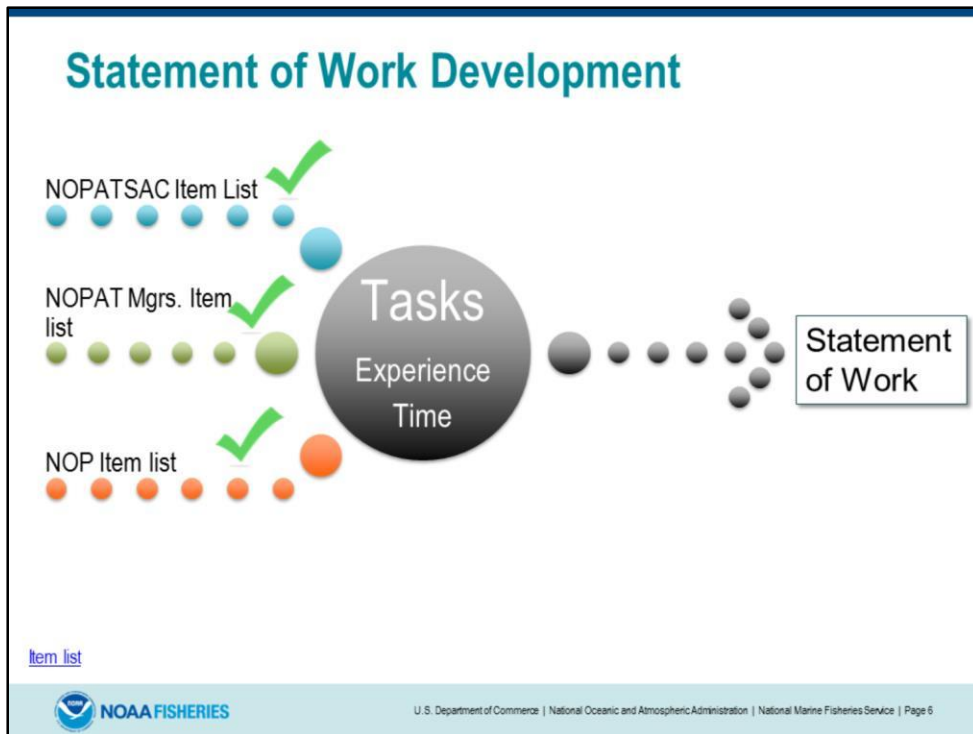 Statement of Work Development
NOPATSAC Item List
NOPAT Mgrs. Item
list
NOP Item list
Tasks
Experience
Time
Statement
of Work
Item list
NOAA FISHERIES
U.S. Department of Commerce | National Oceanic and Atmospheric Administration | National Marine Fisheries Service | Page 6